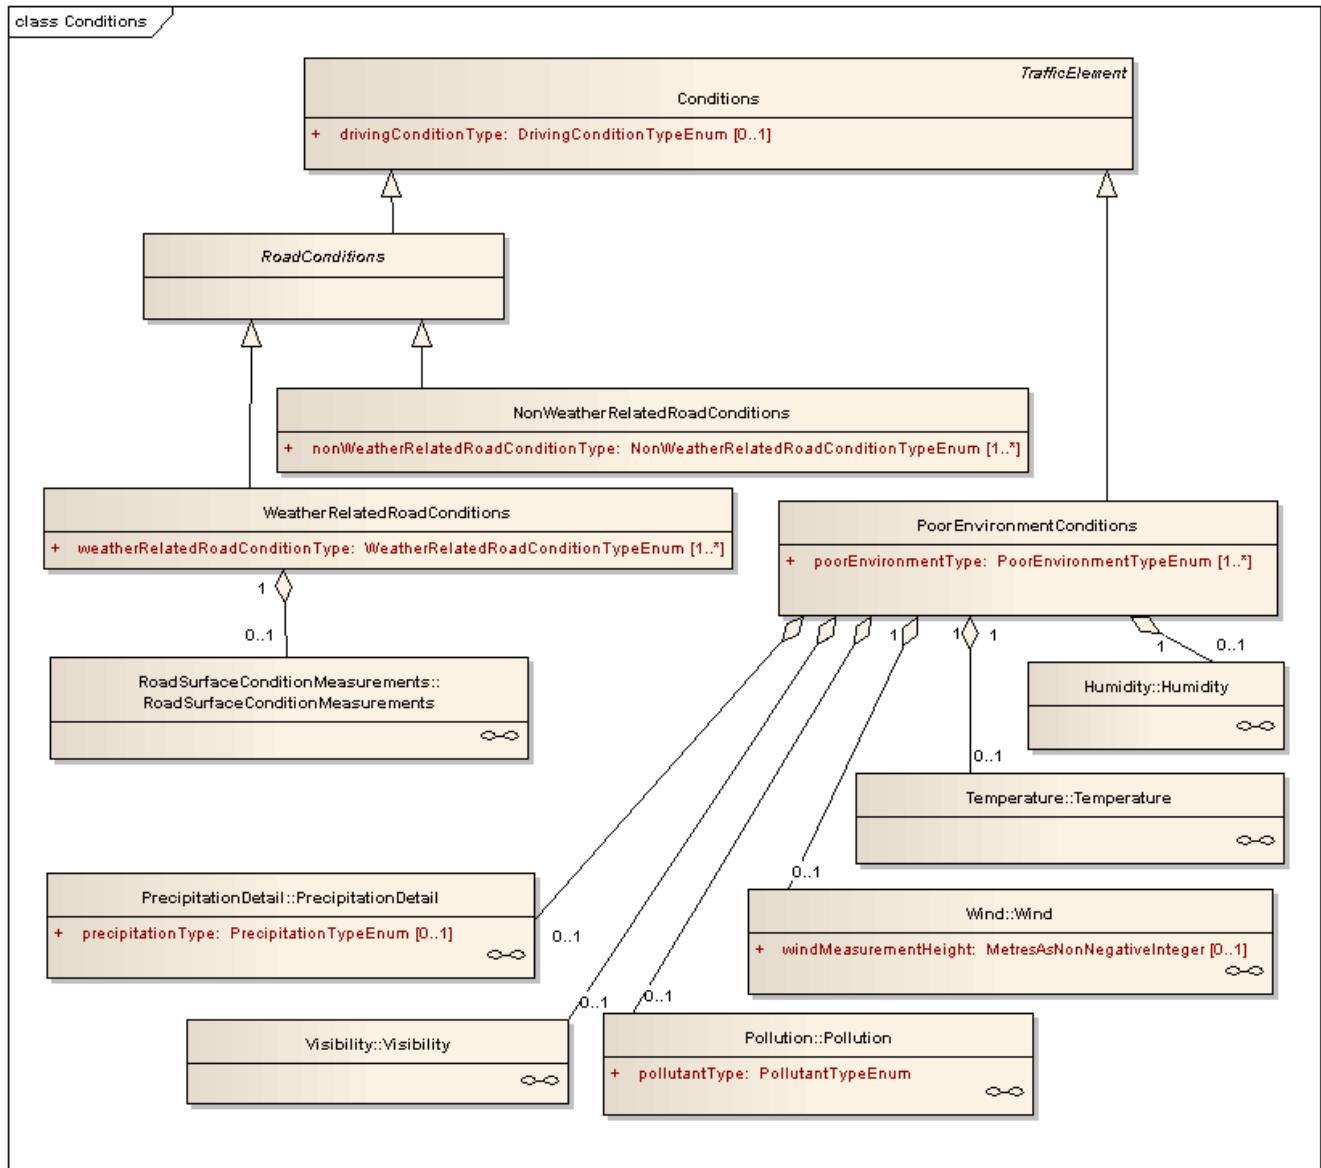 class Conditions
TrafficElement
Conditions
+ drivingConditionType: DrivingConditionTypeEnum [0..1]
RoadConditions
NonWeatherRelatedRoadConditions
+ nonWeatherRelatedRoadConditionType: NonWeatherRelatedRoadConditionTypeEnum [1..*]
WeatherRelatedRoadConditions
+ weatherRelatedRoadConditionType: WeatherRelatedRoadConditionTypeEnum [1..*]
PoorEnvironmentConditions
+ poorEnvironmentType: PoorEnvironmentTypeEnum [1..*]
1
0..1
1
1
1
1
0..1
RoadSurfaceConditionMeasurements::
RoadSurfaceConditionMeasurements
Humidity::Humidity
0..1
Temperature::Temperature
0..1
PrecipitationDetail::PrecipitationDetail
+ precipitationType: PrecipitationTypeEnum [0..1]
0..1
Wind::Wind
+ windMeasurementHeight: MetresAsNonNegativeInteger [0..1]
0..1
0..1
Visibility::Visibility
Pollution::Pollution
+ pollutantType: PollutantTypeEnum